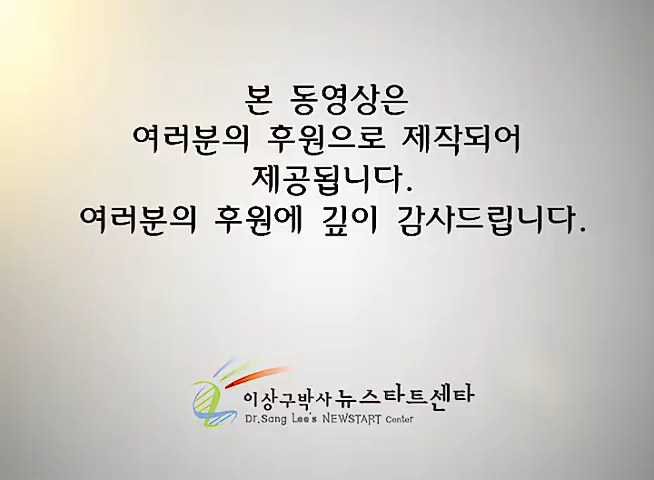 본 동영상은
여러분의 후원으로 제작되어
제공됩니다.
여러분의 후원에 깊이 감사드립니다.
이상구박사 뉴스타트센타
Dr.Sang Lee's NEWSTART Center